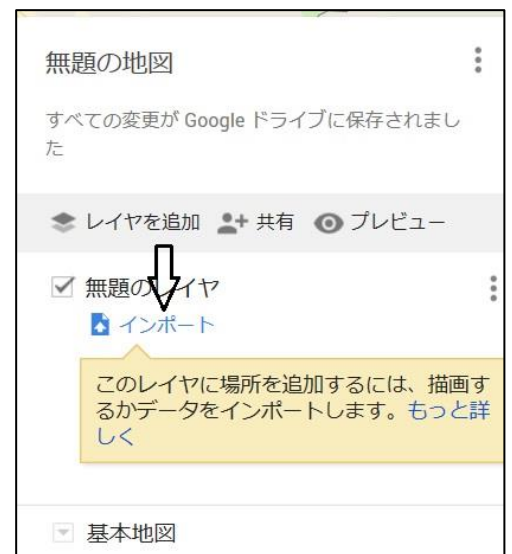 無題の地図
すべての変更が Google ドライブに保存されまし
た
レイヤを追加 共有 プレビュー
無題のレイヤ
インポート
このレイヤに場所を追加するには、描画す
るかデータをインポートします。もっと詳
しく
基本地図